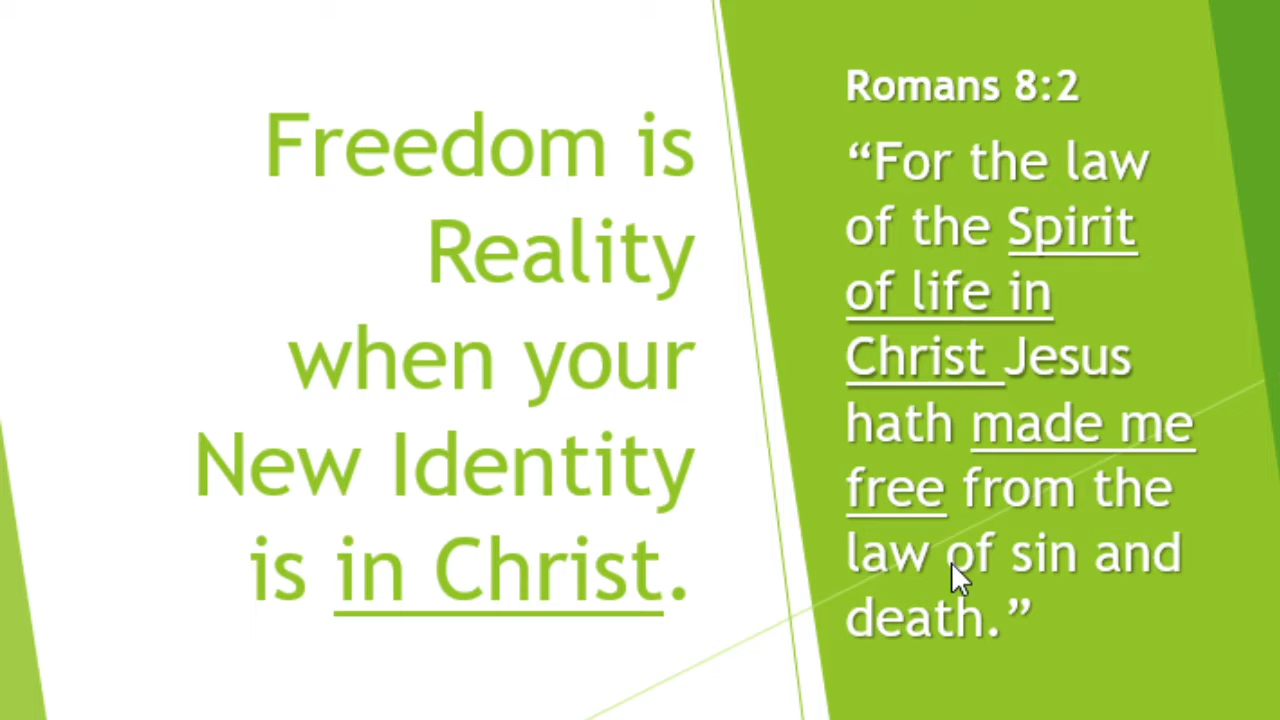 Freedom is
Reality
when your
New Identity
is in Christ.
Romans 8:2
“For the law
of the Spirit
of life in
Christ Jesus
hath made me
free from the
law of sin and
death.”